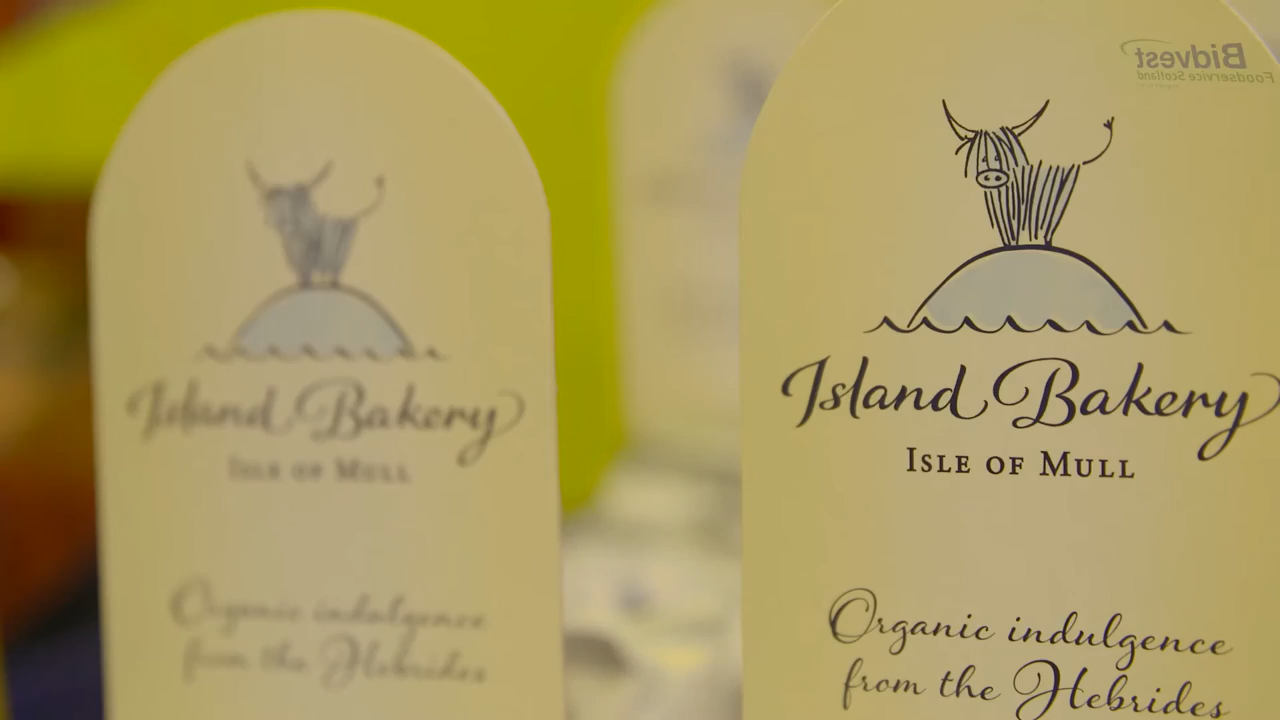 Island Bakery
Isle of Mull
Organic indulgence
from the Hebrides
Island Bakery
Isle of Mull
Organic indulgence
from the Hebrides
Bidvest
Foodservice Scotland